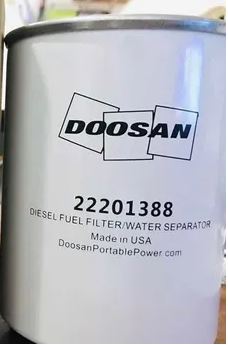 DOOSAN
22201388
DIESEL FUEL FILTER/WATER SEPARATOR
Made in USA
DoosanPortablePower.com